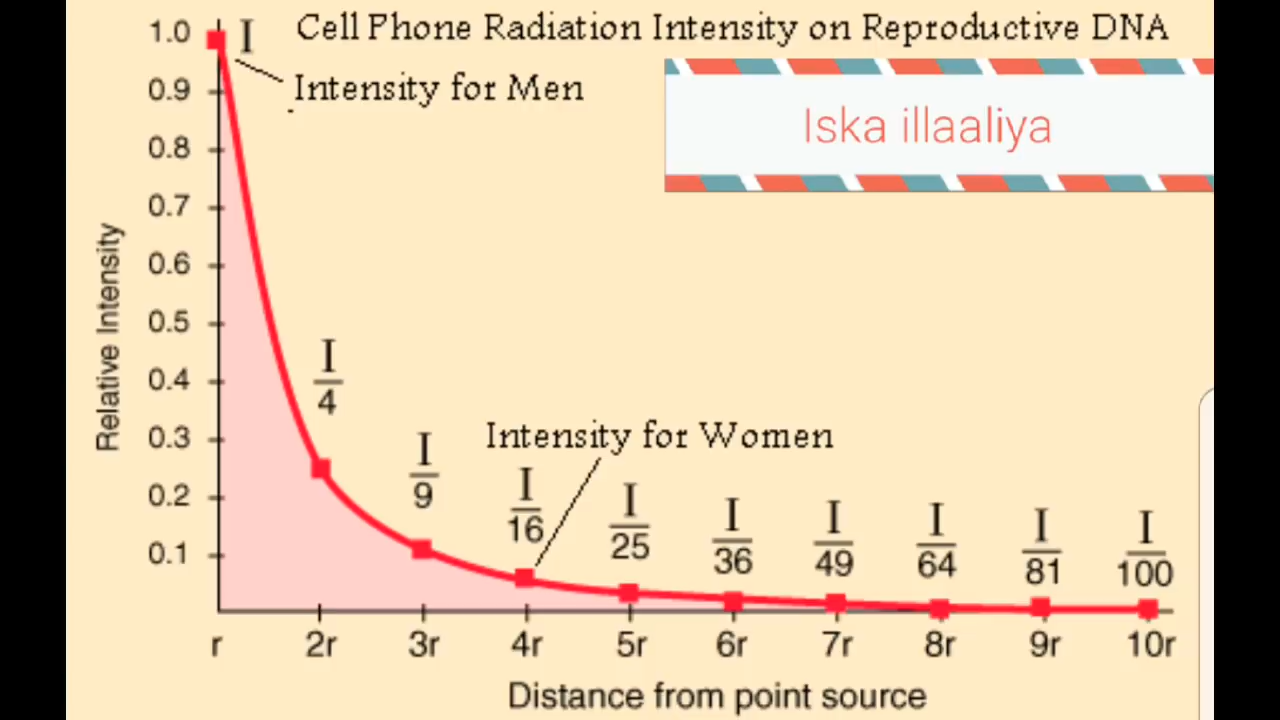 Cell Phone Radiation Intensity on Reproductive DNA
1.0
I
Intensity for Men
0.9
Iska illaaliya
0.8
0.7
0.6
0.5
0.4
0.3
0.2
0.1
Relative Intensity
I
4
I
9
Intensity for Women
I
16
I
25
I
36
I
49
I
64
I
81
I
100
r 2r 3r 4r 5r 6r 7r 8r 9r 10r
Distance from point source